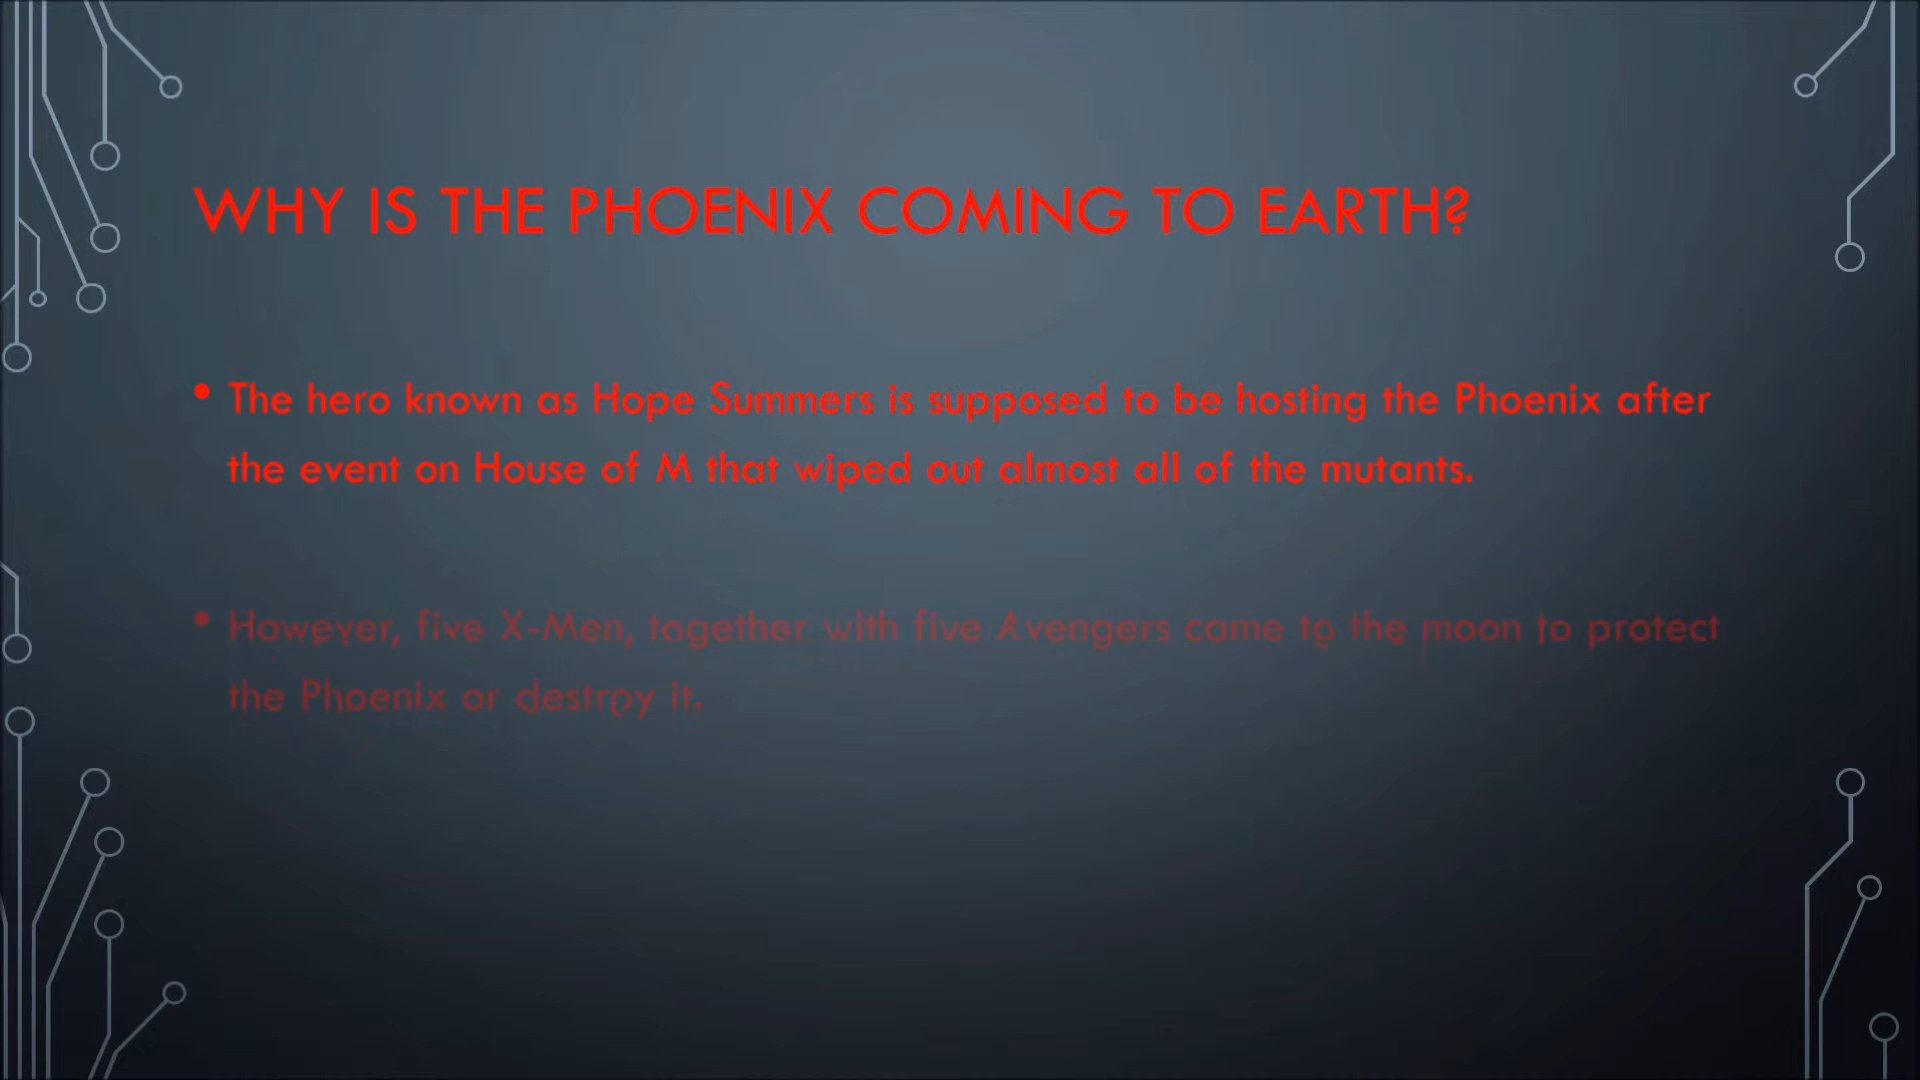 WHY IS THE PHOENIX COMING TO EARTH?
• The hero known as Hope Summers is supposed to be hosting the Phoenix after
the event on House of M that wiped out almost all of the mutants.
• However, five X-Men, together with five Avengers came to the moon to protect
the Phoenix or destroy it.